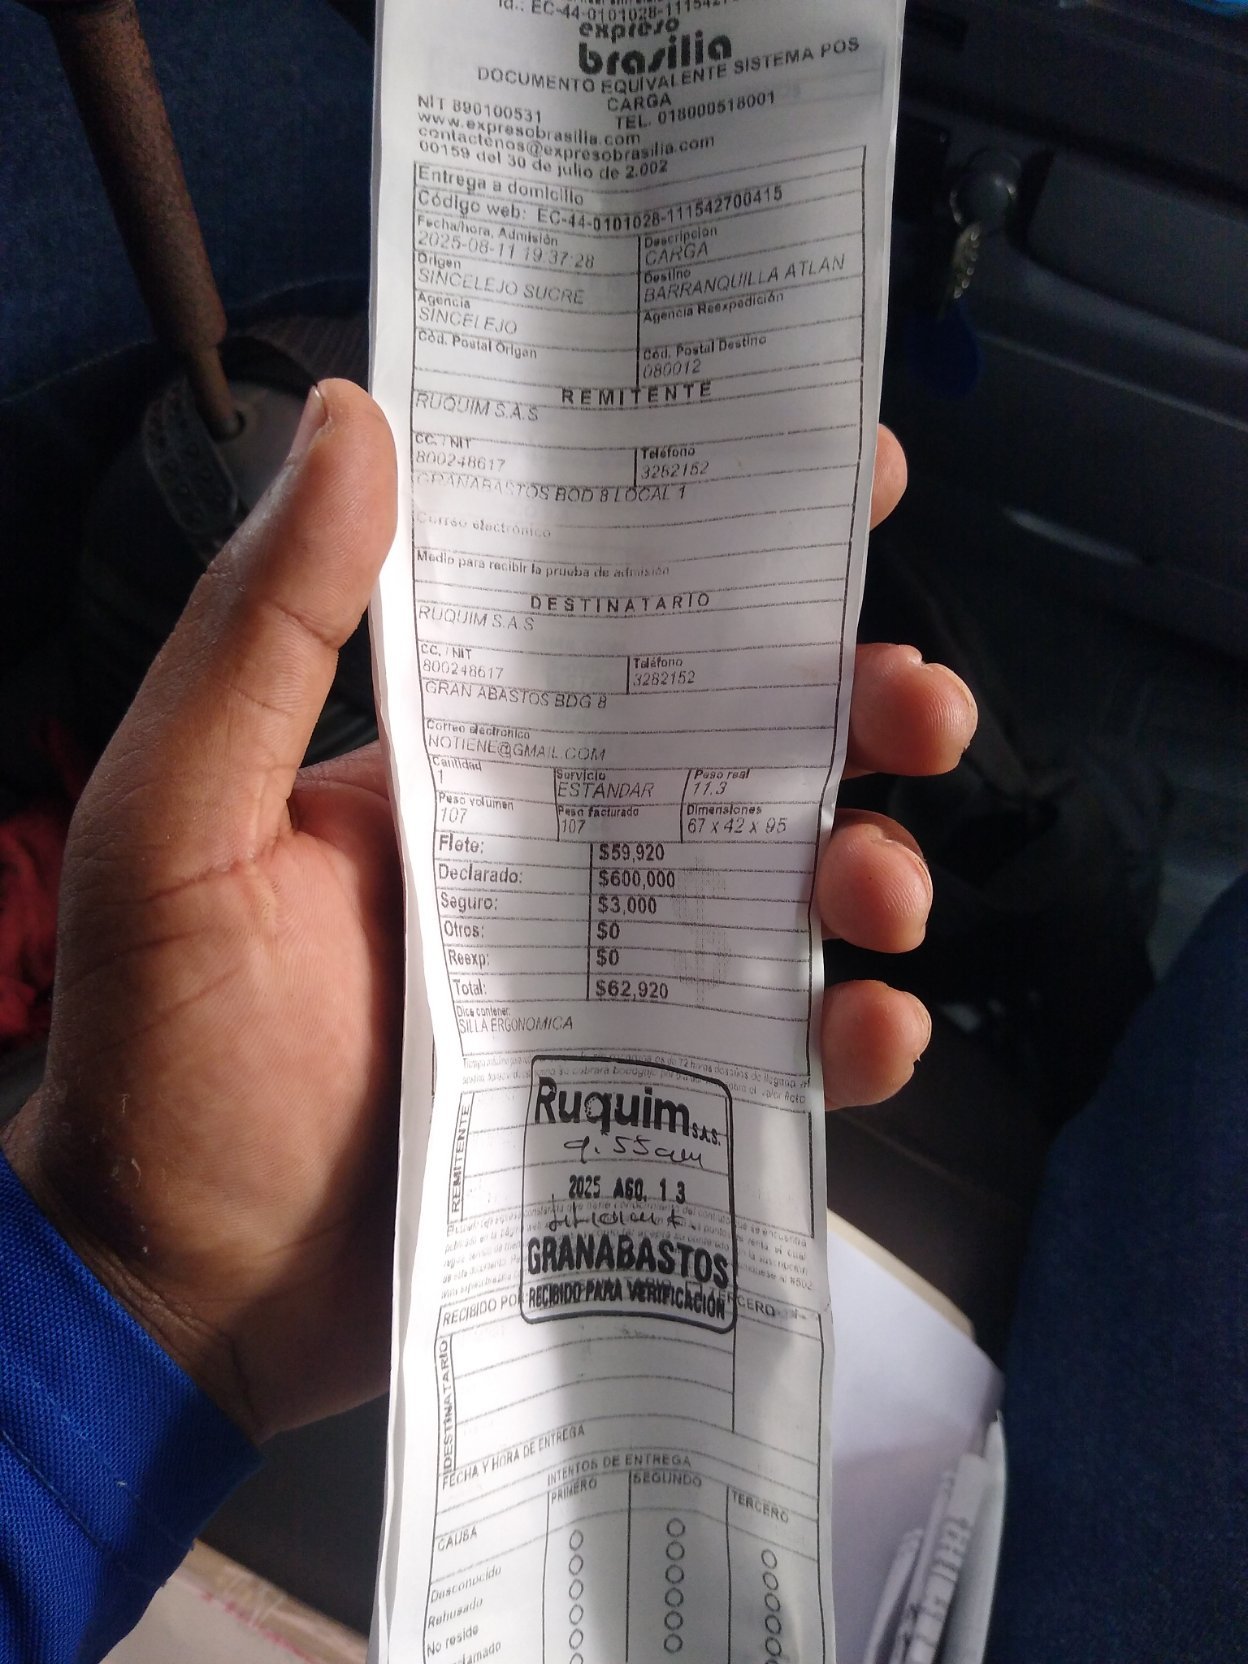 Id.: EC-44-0101028-1115427
expreso
brasilia
DOCUMENTO EQUIVALENTE SISTEMA POS
CARGA
NIT 890100531 TEL. 018000518001
www.expresobrasilia.com
contactenos@expresobrasilia.com
00159 del 30 de julio de 2.002
Entrega a domicilio
Código web: EC-44-0101028-111542700415
Fecha/hora, Admisión Descripción
2025-08-11 19:37:28 CARGA
Origen Destino
SINCELEJO SUCRE BARRANQUILLA ATLAN
Agencia Agencia Reexpedición
SINCELEJO
Cód. Postal Origen Cód. Postal Destino
080012
REMITENTE
RUQUIM S.A.S
CC. / NIT Teléfono
800248617 3282152
GRANABASTOS BOD 8 LOCAL 1
Correo electrónico
Medio para recibir la prueba de admisión
DESTINATARIO
RUQUIM S.A.S
CC. / NIT Teléfono
800248617 3282152
GRAN ABASTOS BDG 8
Correo electrónico
NOTIENE@GMAIL.COM
Cantidad Servicio Peso real
1 ESTANDAR 11.3
Peso volumen Peso facturado Dimensiones
107 107 67 x 42 x 95
Flete: $59,920
Declarado: $600,000
Seguro: $3,000
Otros: $0
Reexp: $0
Total: $62,920
Dice contener:
SILLA ERGONOMICA
REMITENTE
Ruquim S.A.S.
9:55am
2025 AGO. 13
GRANABASTOS
RECIBIDO PARA VERIFICACIÓN
RECIBIDO POR TERCERO
DESTINATARIO
FECHA Y HORA DE ENTREGA
INTENTOS DE ENTREGA
CAUSA PRIMERO SEGUNDO TERCERO
Desconocido
Rehusado
No reside